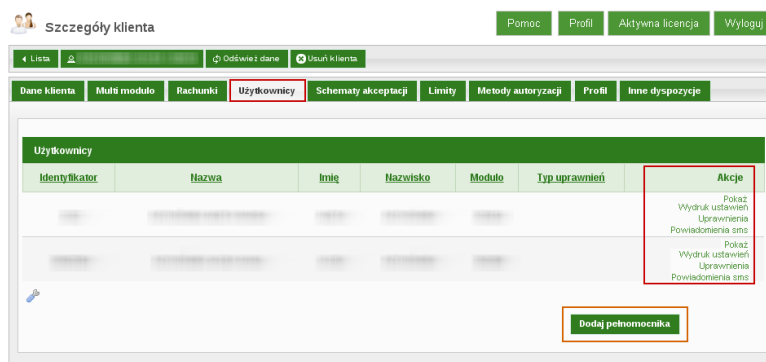 Szczegóły klienta
Pomoc Profil Aktywna licencja Wyloguj
Lista Odśwież dane Usuń klienta
Dane klienta Multi modulo Rachunki Użytkownicy Schematy akceptacji Limity Metody autoryzacji Profil Inne dyspozycje
Użytkownicy
Identyfikator Nazwa Imię Nazwisko Modulo Typ uprawnień Akcje
Pokaż
Wydruk ustawień
Uprawnienia
Powiadomienia sms
Pokaż
Wydruk ustawień
Uprawnienia
Powiadomienia sms
Dodaj pełnomocnika